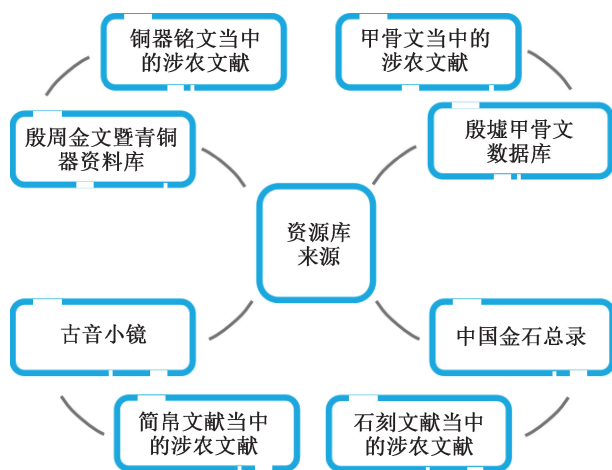 铜器铭文当中
的涉农文献
甲骨文当中的
涉农文献
殷周金文暨青铜
器资料库
殷墟甲骨文
数据库
资源库
来源
古音小镜
中国金石总录
简帛文献当中
的涉农文献
石刻文献当中
的涉农文献